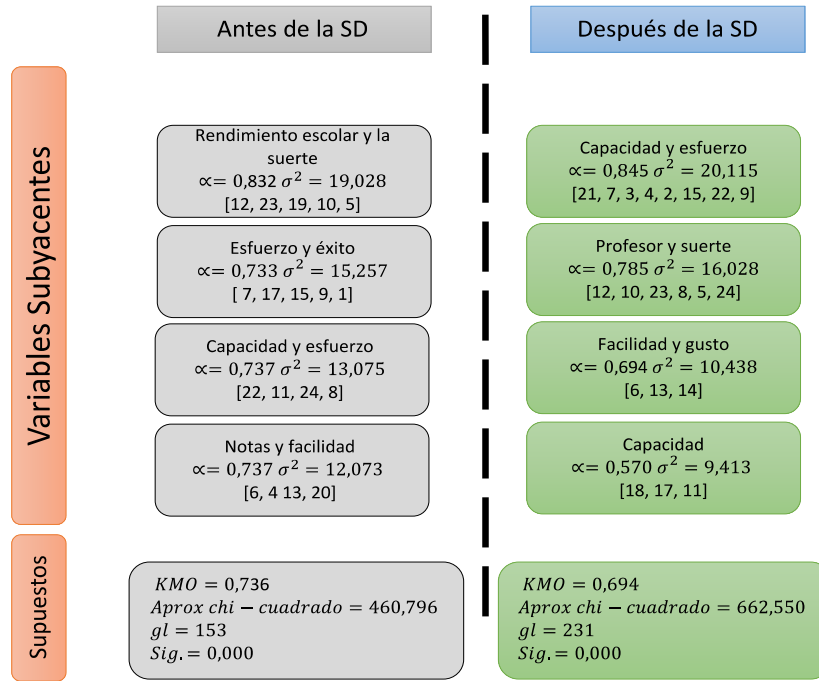 Antes de la SD
Después de la SD
Variables Subyacentes
Rendimiento escolar y la
suerte
∝= 0,832 σ² = 19,028
[12, 23, 19, 10, 5]
Esfuerzo y éxito
∝= 0,733 σ² = 15,257
[ 7, 17, 15, 9, 1]
Capacidad y esfuerzo
∝= 0,737 σ² = 13,075
[22, 11, 24, 8]
Notas y facilidad
∝= 0,737 σ² = 12,073
[6, 4 13, 20]
Capacidad y esfuerzo
∝= 0,845 σ² = 20,115
[21, 7, 3, 4, 2, 15, 22, 9]
Profesor y suerte
∝= 0,785 σ² = 16,028
[12, 10, 23, 8, 5, 24]
Facilidad y gusto
∝= 0,694 σ² = 10,438
[6, 13, 14]
Capacidad
∝= 0,570 σ² = 9,413
[18, 17, 11]
Supuestos
KMO = 0,736
Aprox chi − cuadrado = 460,796
gl = 153
Sig. = 0,000
KMO = 0,694
Aprox chi − cuadrado = 662,550
gl = 231
Sig. = 0,000